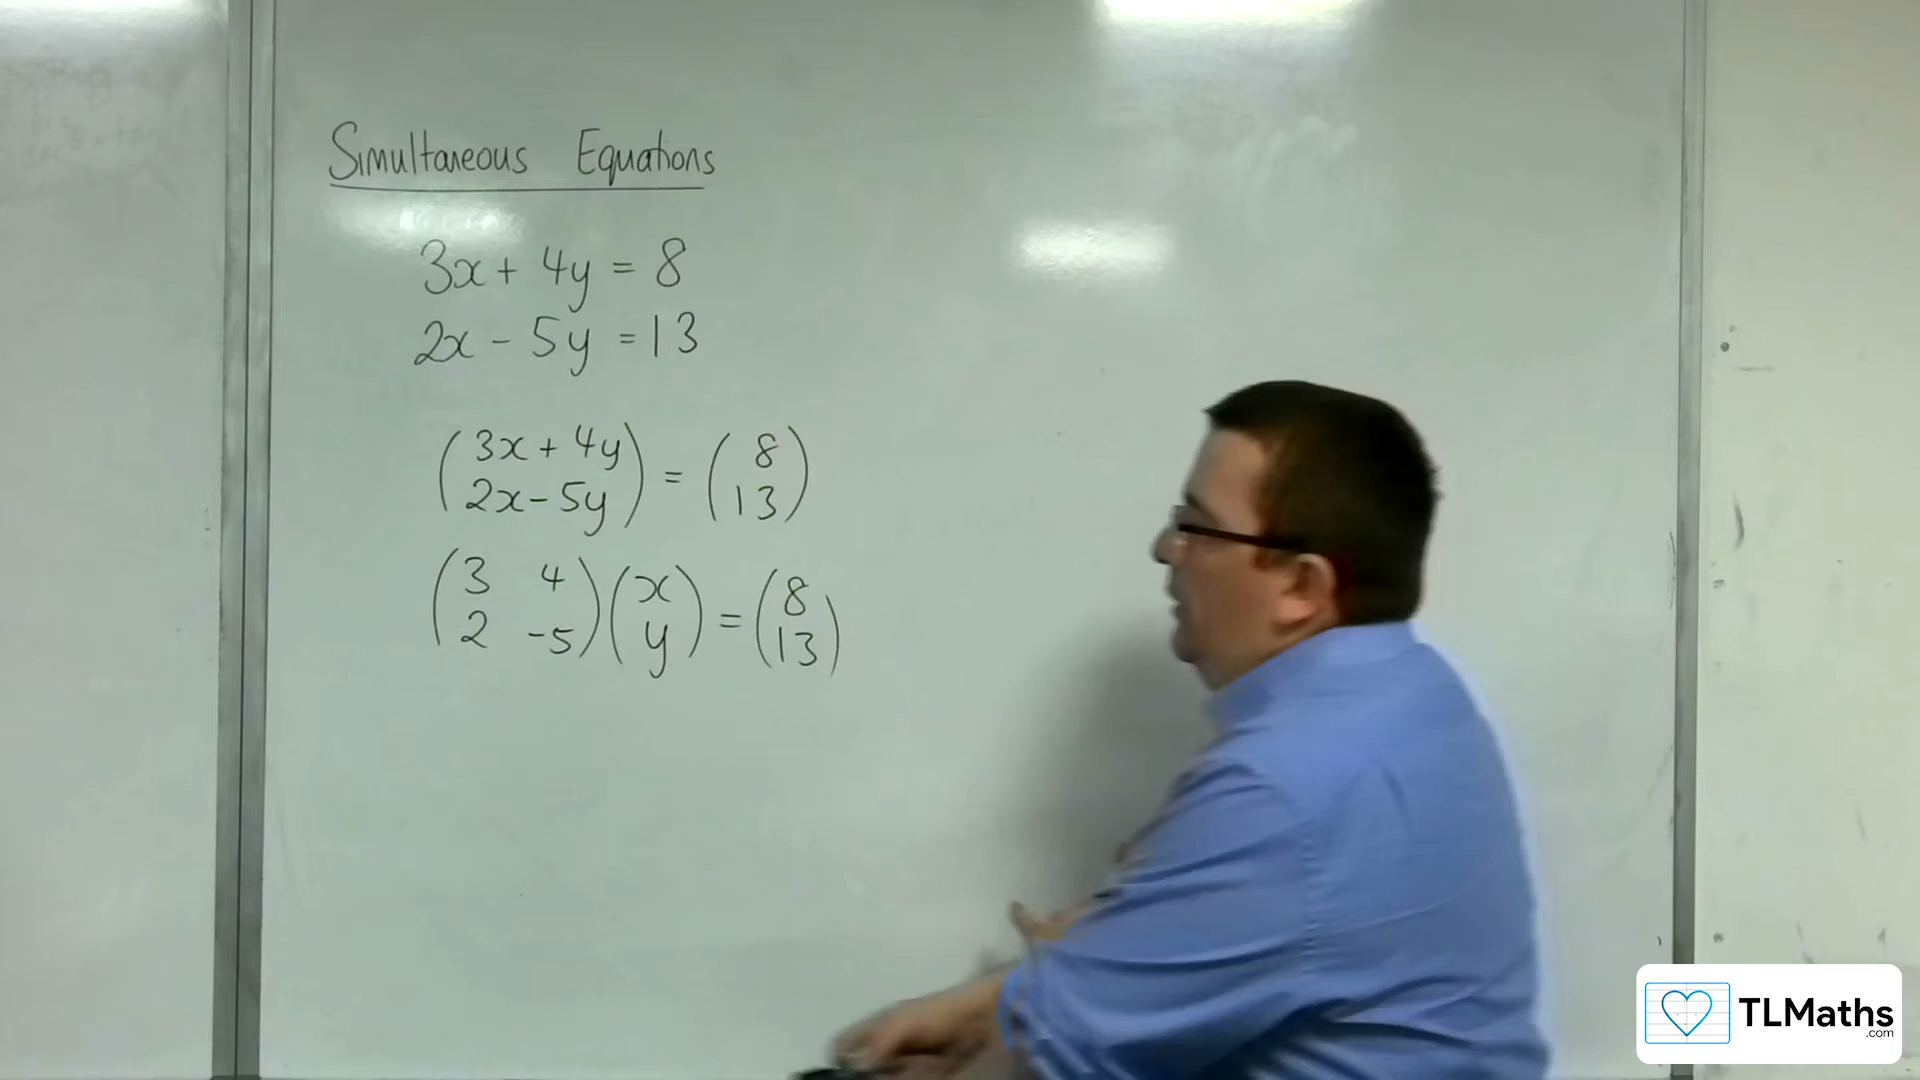 Simultaneous Equations
3x + 4y = 8
2x - 5y = 13
(3x + 4y) = (8)
(2x - 5y) (13)
(3 4)(x) = (8)
(2 -5)(y) (13)
TLMaths
.com